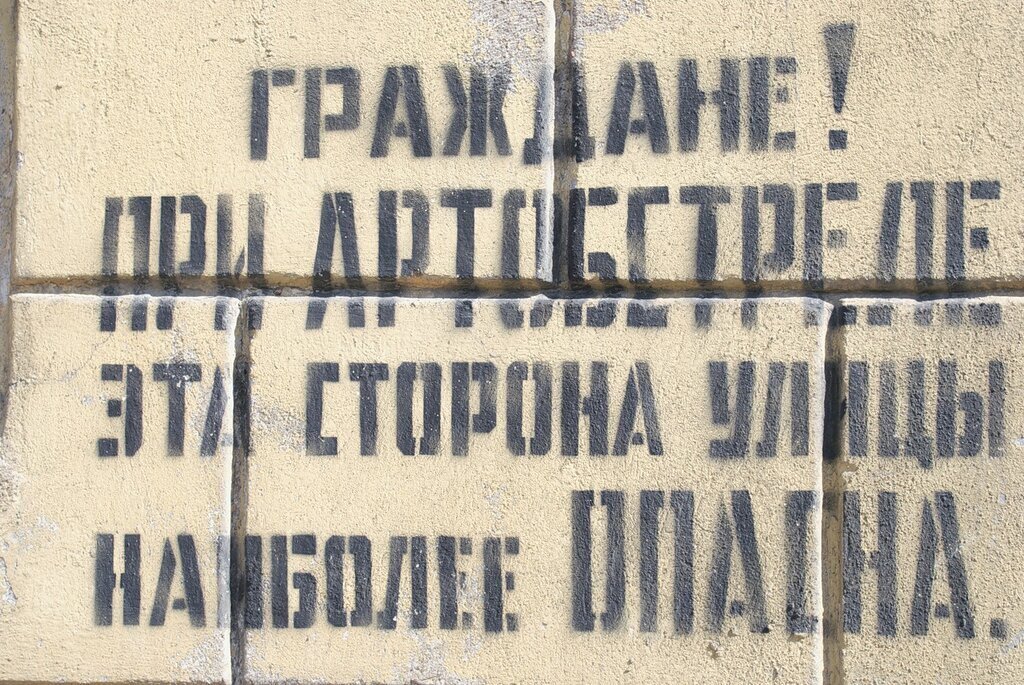 ГРАЖДАНЕ!
ПРИ АРТОБСТРЕЛЕ
ЭТА СТОРОНА УЛИЦЫ
НАИБОЛЕЕ ОПАСНА.